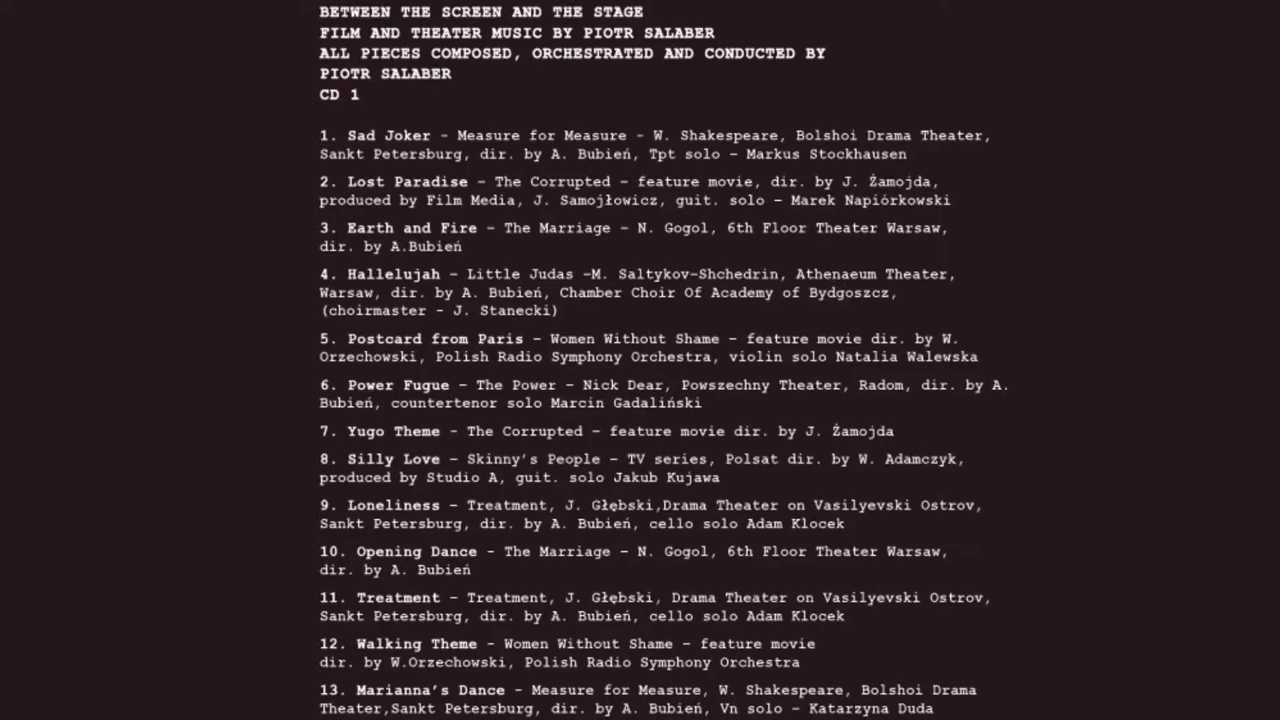 BETWEEN THE SCREEN AND THE STAGE
FILM AND THEATER MUSIC BY PIOTR SALABER
ALL PIECES COMPOSED, ORCHESTRATED AND CONDUCTED BY
PIOTR SALABER
CD 1
1. Sad Joker – Measure for Measure – W. Shakespeare, Bolshoi Drama Theater,
Sankt Petersburg, dir. by A. Bubień, Tpt solo – Markus Stockhausen
2. Lost Paradise – The Corrupted – feature movie, dir. by J. Żamojda,
produced by Film Media, J. Samojłowicz, guit. solo – Marek Napiórkowski
3. Earth and Fire – The Marriage – N. Gogol, 6th Floor Theater Warsaw,
dir. by A.Bubień
4. Hallelujah – Little Judas –M. Saltykov-Shchedrin, Athenaeum Theater,
Warsaw, dir. by A. Bubień, Chamber Choir Of Academy of Bydgoszcz,
(choirmaster – J. Stanecki)
5. Postcard from Paris – Women Without Shame – feature movie dir. by W.
Orzechowski, Polish Radio Symphony Orchestra, violin solo Natalia Walewska
6. Power Fugue – The Power – Nick Dear, Powszechny Theater, Radom, dir. by A.
Bubień, countertenor solo Marcin Gadaliński
7. Yugo Theme – The Corrupted – feature movie dir. by J. Żamojda
8. Silly Love – Skinny’s People – TV series, Polsat dir. by W. Adamczyk,
produced by Studio A, guit. solo Jakub Kujawa
9. Loneliness – Treatment, J. Głębski,Drama Theater on Vasilyevski Ostrov,
Sankt Petersburg, dir. by A. Bubień, cello solo Adam Klocek
10. Opening Dance – The Marriage – N. Gogol, 6th Floor Theater Warsaw,
dir. by A. Bubień
11. Treatment – Treatment, J. Głębski, Drama Theater on Vasilyevski Ostrov,
Sankt Petersburg, dir. by A. Bubień, cello solo Adam Klocek
12. Walking Theme – Women Without Shame – feature movie
dir. by W.Orzechowski, Polish Radio Symphony Orchestra
13. Marianna’s Dance – Measure for Measure, W. Shakespeare, Bolshoi Drama
Theater,Sankt Petersburg, dir. by A. Bubień, Vn solo – Katarzyna Duda